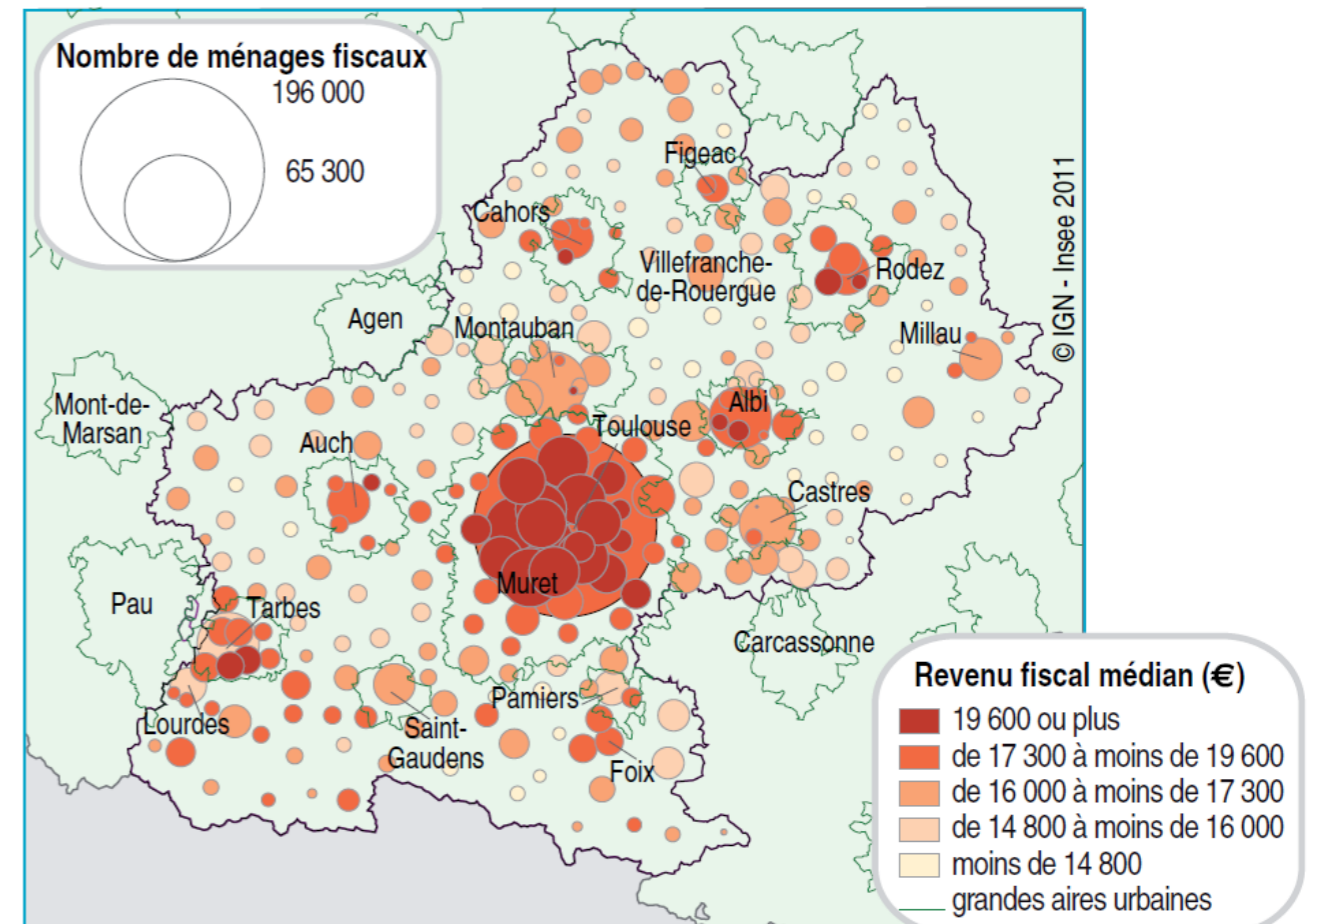 Nombre de ménages fiscaux
196 000
65 300
© IGN - Insee 2011
Figeac
Cahors
Villefranche-
de-Rouergue
Rodez
Agen
Montauban
Millau
Mont-de-
Marsan
Albi
Toulouse
Auch
Castres
Muret
Pau
Tarbes
Carcassonne
Pamiers
Lourdes
Saint-
Gaudens
Foix
Revenu fiscal médian (€)
19 600 ou plus
de 17 300 à moins de 19 600
de 16 000 à moins de 17 300
de 14 800 à moins de 16 000
moins de 14 800
grandes aires urbaines